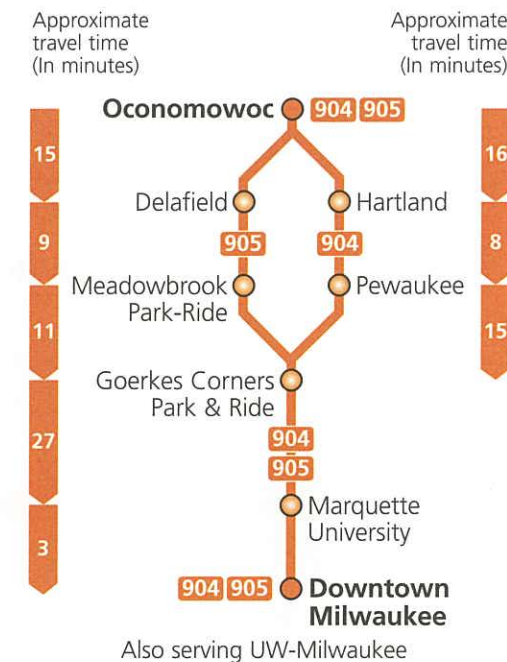 Approximate
travel time
(In minutes)
Approximate
travel time
(In minutes)
Oconomowoc 904 905
15
16
Delafield
Hartland
9
905
904
8
Meadowbrook
Park-Ride
Pewaukee
11
15
Goerkes Corners
Park & Ride
27
904
905
Marquette
University
3
904 905 Downtown
Milwaukee
Also serving UW-Milwaukee